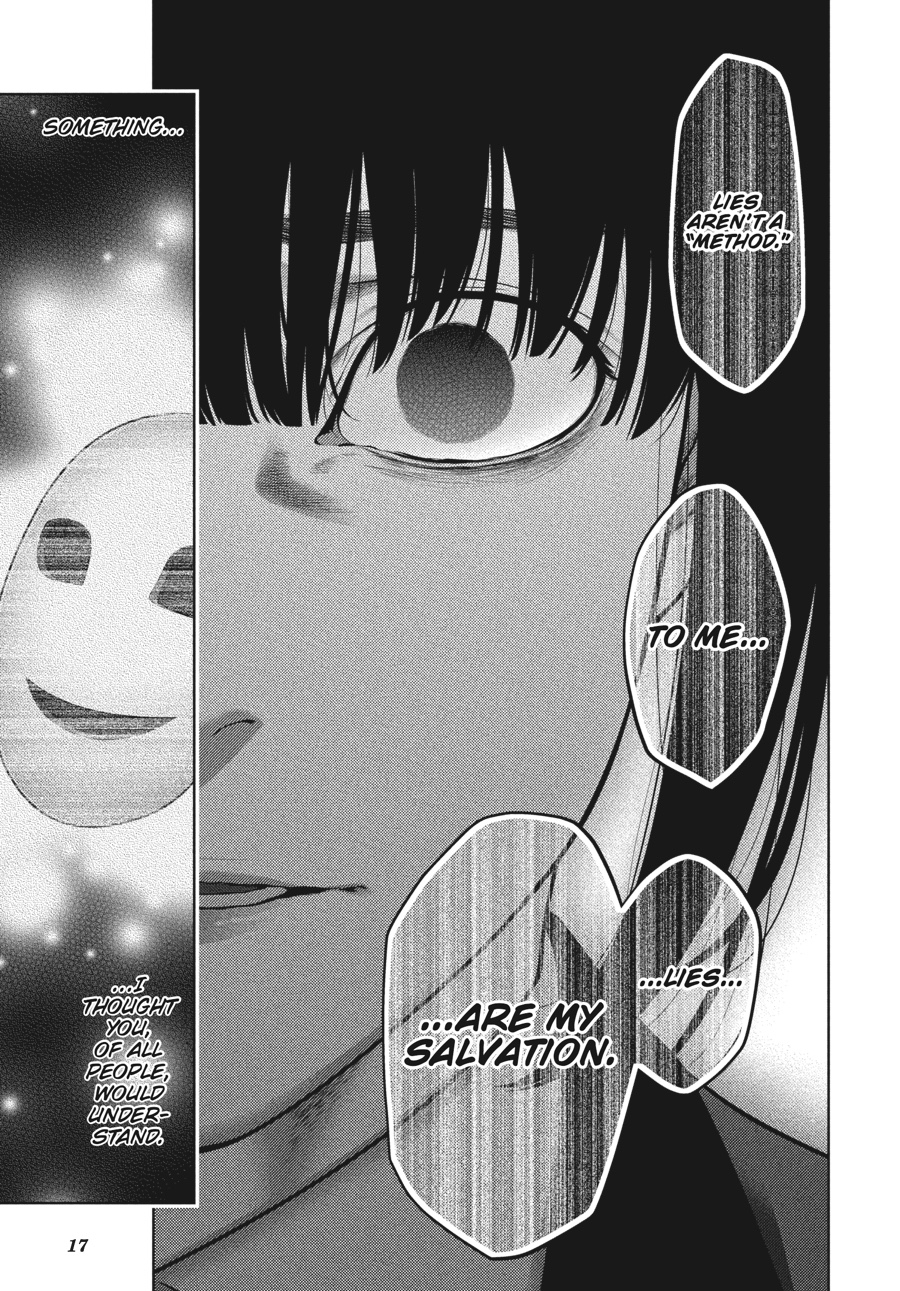 LIES
AREN'T A
"METHOD."
TO ME...
...LIES...
...ARE MY
SALVATION.
SOMETHING...
...I
THOUGHT
YOU,
OF ALL
PEOPLE,
WOULD
UNDER-
STAND.
17